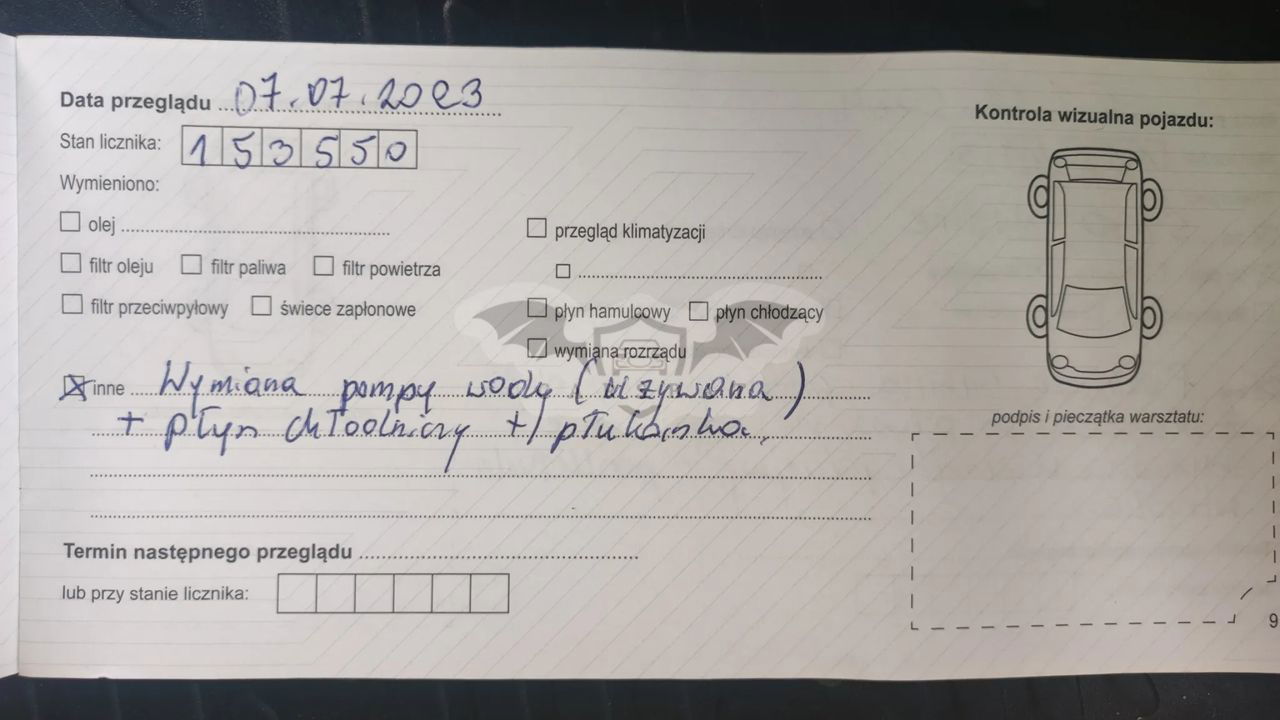 Data przeglądu 07.07.2023
Stan licznika: 153550
Wymieniono:
olej
filtr oleju filtr paliwa filtr powietrza
filtr przeciwpyłowy świece zapłonowe
przegląd klimatyzacji
płyn hamulcowy płyn chłodzący
wymiana rozrządu
inne Wymiana pompy wody (używana)
+ płyn chłodniczy +) płukanka.
Termin następnego przeglądu
lub przy stanie licznika:
Kontrola wizualna pojazdu:
podpis i pieczątka warsztatu:
9